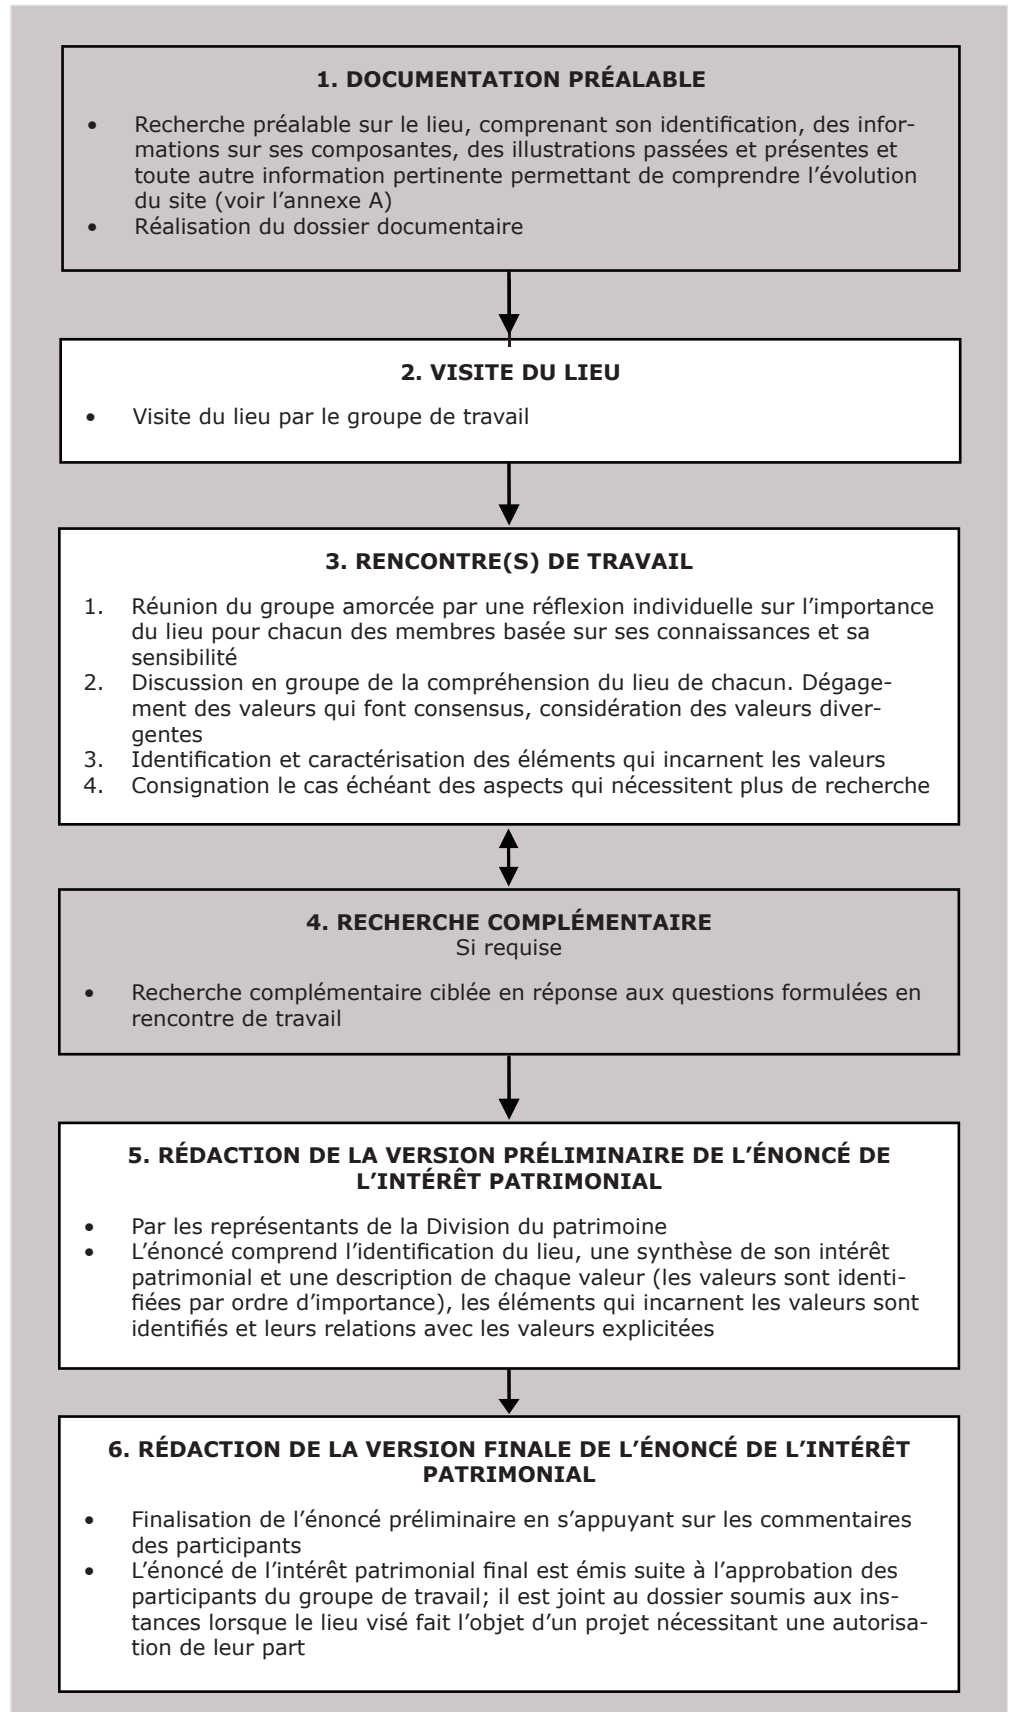 1. DOCUMENTATION PRÉALABLE
• Recherche préalable sur le lieu, comprenant son identification, des infor-
mations sur ses composantes, des illustrations passées et présentes et
toute autre information pertinente permettant de comprendre l’évolution
du site (voir l’annexe A)
• Réalisation du dossier documentaire
2. VISITE DU LIEU
• Visite du lieu par le groupe de travail
3. RENCONTRE(S) DE TRAVAIL
1. Réunion du groupe amorcée par une réflexion individuelle sur l’importance
du lieu pour chacun des membres basée sur ses connaissances et sa
sensibilité
2. Discussion en groupe de la compréhension du lieu de chacun. Dégage-
ment des valeurs qui font consensus, considération des valeurs diver-
gentes
3. Identification et caractérisation des éléments qui incarnent les valeurs
4. Consignation le cas échéant des aspects qui nécessitent plus de recherche
4. RECHERCHE COMPLÉMENTAIRE
Si requise
• Recherche complémentaire ciblée en réponse aux questions formulées en
rencontre de travail
5. RÉDACTION DE LA VERSION PRÉLIMINAIRE DE L’ÉNONCÉ DE
L’INTÉRÊT PATRIMONIAL
• Par les représentants de la Division du patrimoine
• L’énoncé comprend l’identification du lieu, une synthèse de son intérêt
patrimonial et une description de chaque valeur (les valeurs sont identi-
fiées par ordre d’importance), les éléments qui incarnent les valeurs sont
identifiés et leurs relations avec les valeurs explicitées
6. RÉDACTION DE LA VERSION FINALE DE L’ÉNONCÉ DE L’INTÉRÊT
PATRIMONIAL
• Finalisation de l’énoncé préliminaire en s’appuyant sur les commentaires
des participants
• L’énoncé de l’intérêt patrimonial final est émis suite à l’approbation des
participants du groupe de travail; il est joint au dossier soumis aux ins-
tances lorsque le lieu visé fait l’objet d’un projet nécessitant une autorisa-
tion de leur part